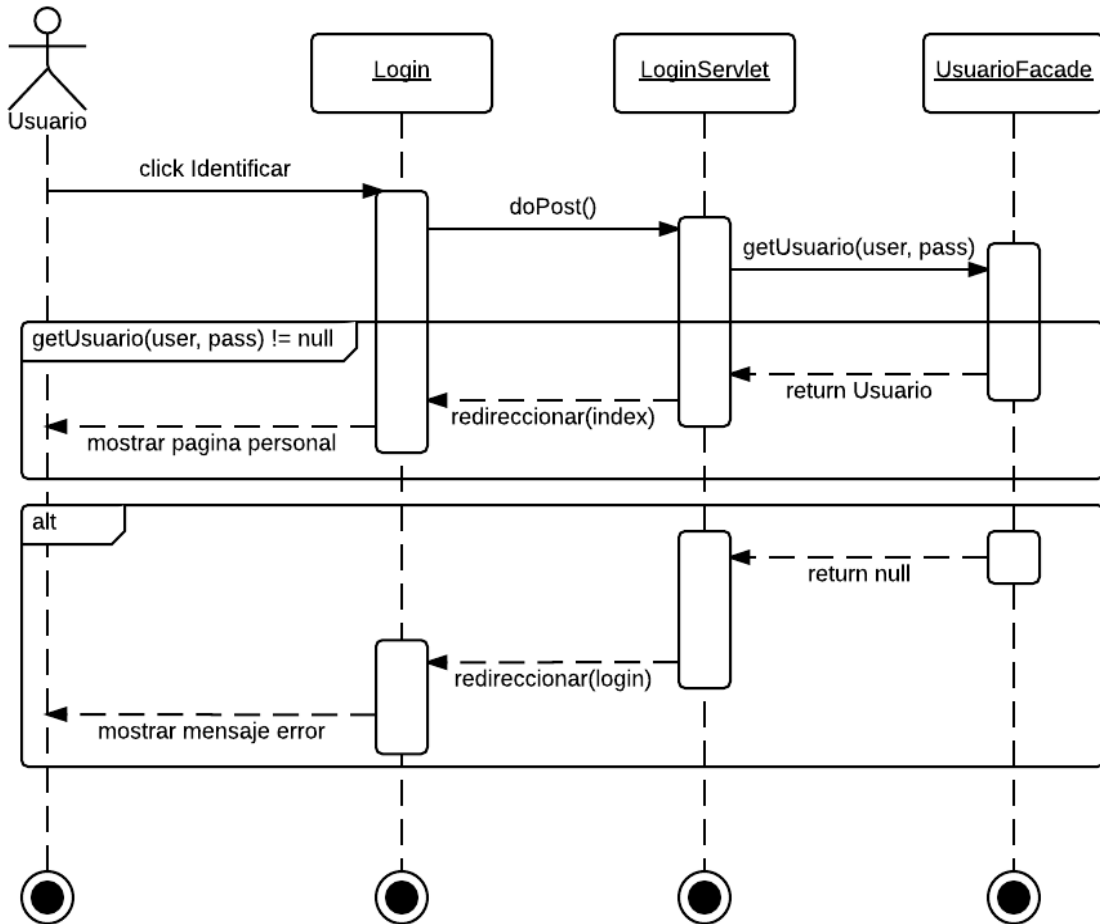 Usuario
Login
LoginServlet
UsuarioFacade
click Identificar
doPost()
getUsuario(user, pass)
getUsuario(user, pass) != null
return Usuario
redireccionar(index)
mostrar pagina personal
alt
return null
redireccionar(login)
mostrar mensaje error